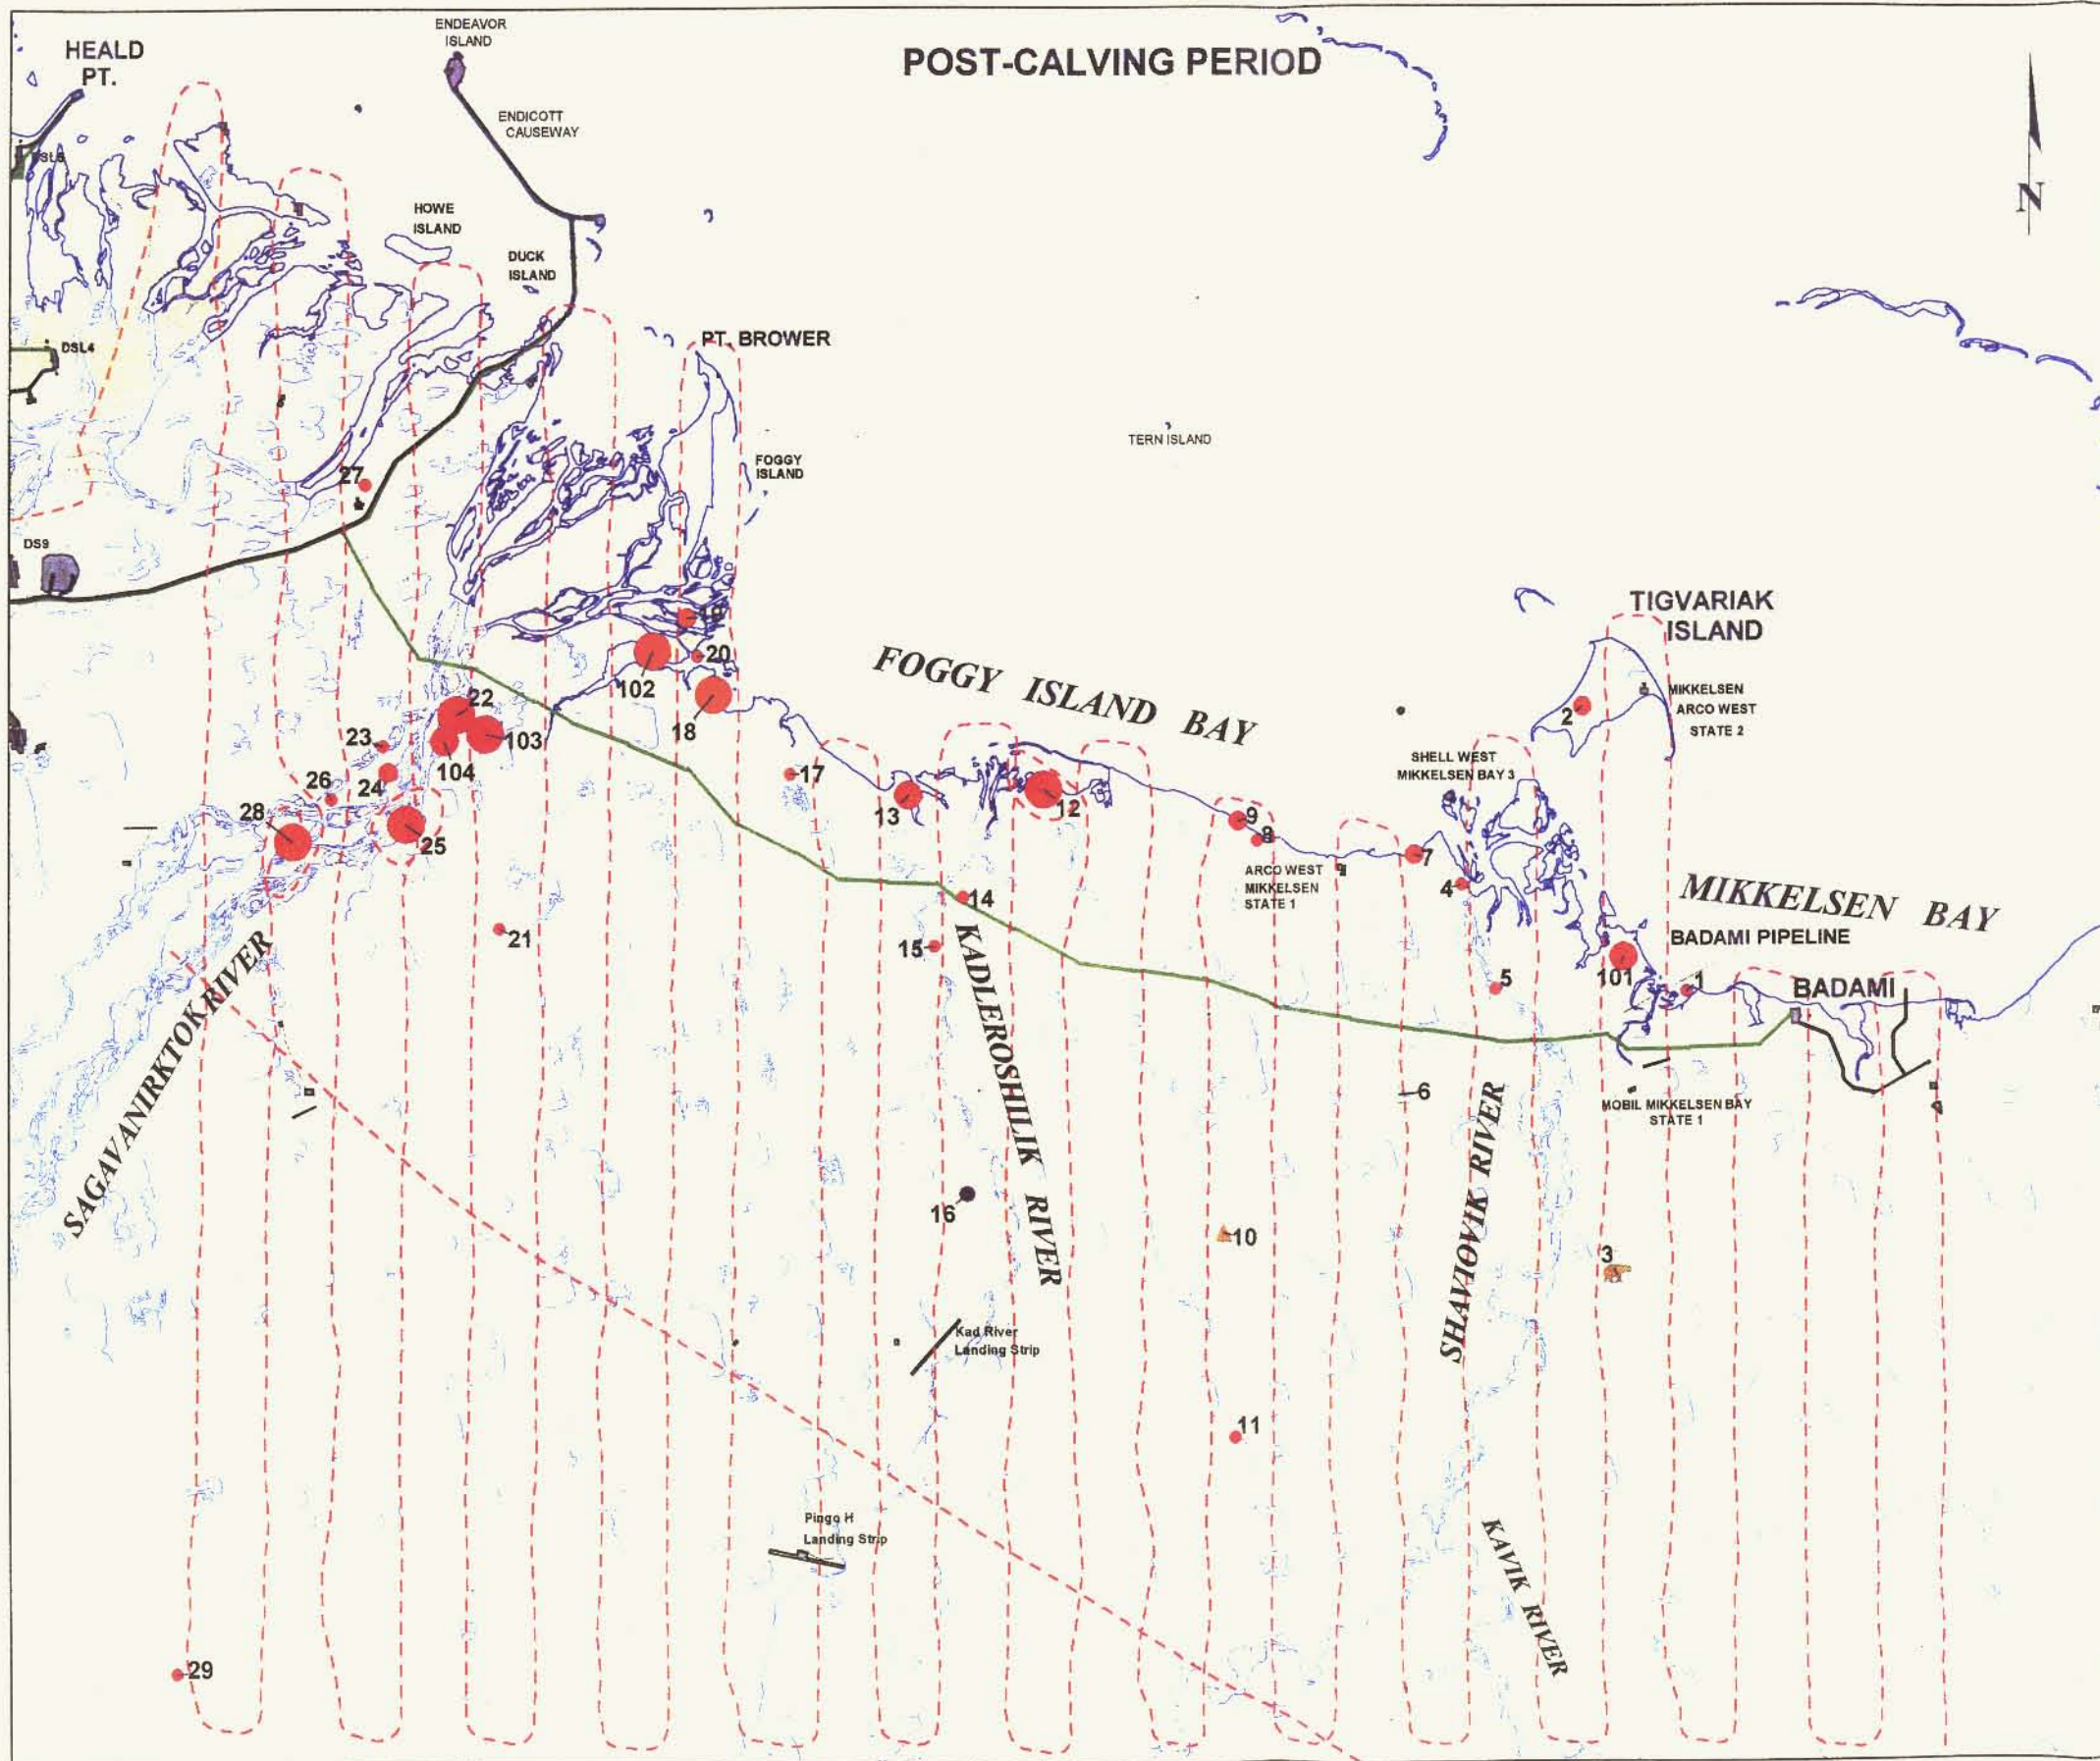 POST-CALVING PERIOD
HEALD
PT.
ENDEAVOR
ISLAND
ENDICOTT
CAUSEWAY
N
HOWE
ISLAND
DUCK
ISLAND
DSL4
PT. BROWER
FOGGY
ISLAND
TERN ISLAND
27
DS9
19
20
102
18
22
103
104
23
24
26
28
25
21
FOGGY ISLAND BAY
17
13
12
14
15
9
8
7
4
ARCO WEST
MIKKELSEN
STATE 1
TIGVARIAK
ISLAND
2
MIKKELSEN
ARCO WEST
STATE 2
SHELL WEST
MIKKELSEN BAY 3
MIKKELSEN BAY
BADAMI PIPELINE
101
1
5
BADAMI
6
MOBIL MIKKELSEN BAY
STATE 1
SAGAVANIRKTOK RIVER
KADLEROSHILIK RIVER
SHAVIOVIK RIVER
16
10
3
Kad River
Landing Strip
11
Pingo H
Landing Strip
KAVIK RIVER
29